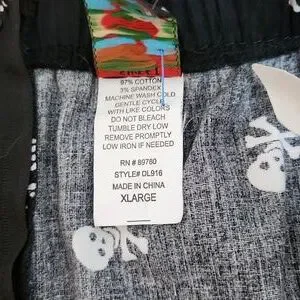 97% COTTON
3% SPANDEX
MACHINE WASH COLD
GENTLE CYCLE
WITH LIKE COLORS
DO NOT BLEACH
TUMBLE DRY LOW
REMOVE PROMPTLY
LOW IRON IF NEEDED
RN # 89760
STYLE# DL916
MADE IN CHINA
XLARGE